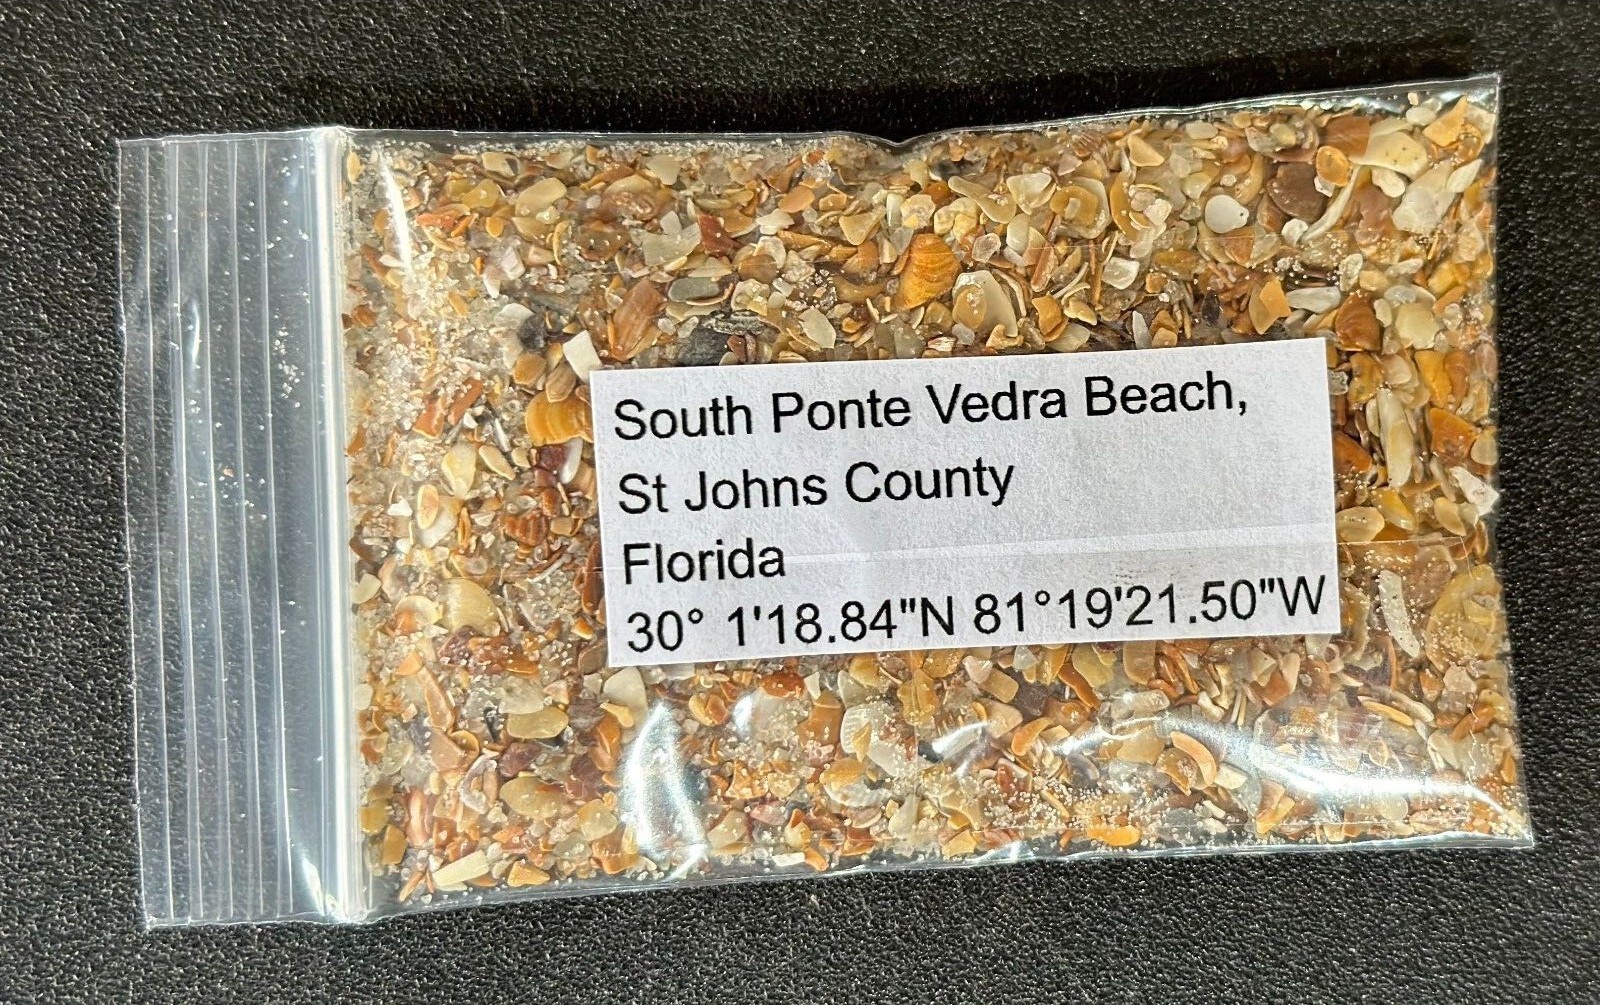 South Ponte Vedra Beach,
St Johns County
Florida
30° 1'18.84"N 81°19'21.50"W